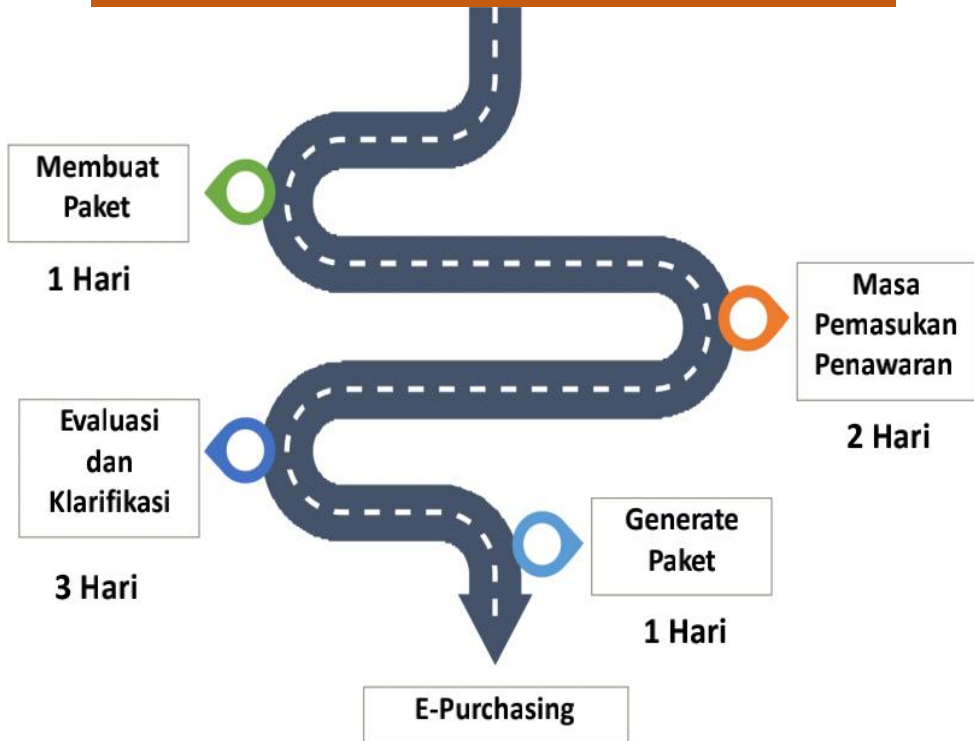 Membuat
Paket
1 Hari
Masa
Pemasukan
Penawaran
2 Hari
Evaluasi
dan
Klarifikasi
3 Hari
Generate
Paket
1 Hari
E-Purchasing